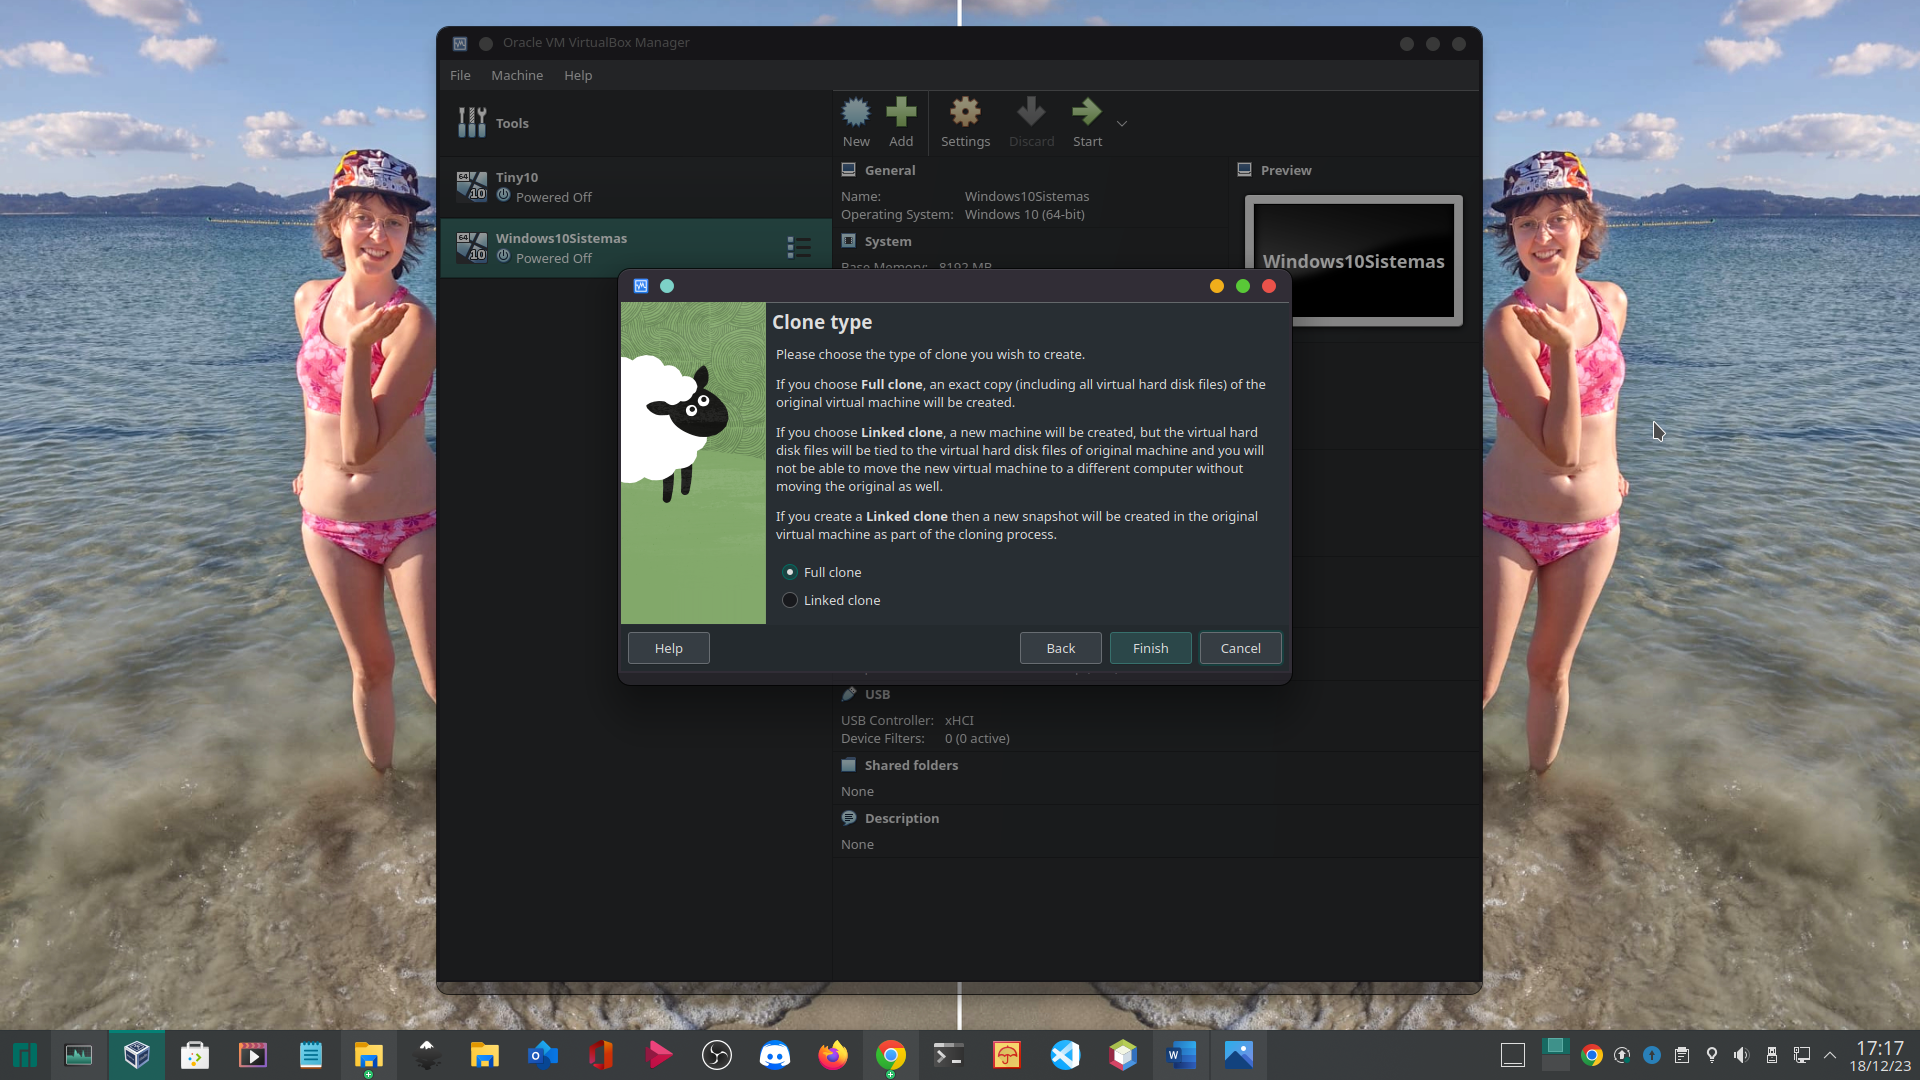 Oracle VM VirtualBox Manager
File Machine Help
Tools
New Add Settings Discard Start
Tiny10
Powered Off
Windows10Sistemas
Powered Off
General
Name: Windows10Sistemas
Operating System: Windows 10 (64-bit)
System
Base Memory: 8192 MB
Preview
Windows10Sistemas
Clone type
Please choose the type of clone you wish to create.
If you choose Full clone, an exact copy (including all virtual hard disk files) of the
original virtual machine will be created.
If you choose Linked clone, a new machine will be created, but the virtual hard
disk files will be tied to the virtual hard disk files of original machine and you will
not be able to move the new virtual machine to a different computer without
moving the original as well.
If you create a Linked clone then a new snapshot will be created in the original
virtual machine as part of the cloning process.
Full clone
Linked clone
Help Back Finish Cancel
USB
USB Controller: xHCI
Device Filters: 0 (0 active)
Shared folders
None
Description
None
17:17
18/12/23